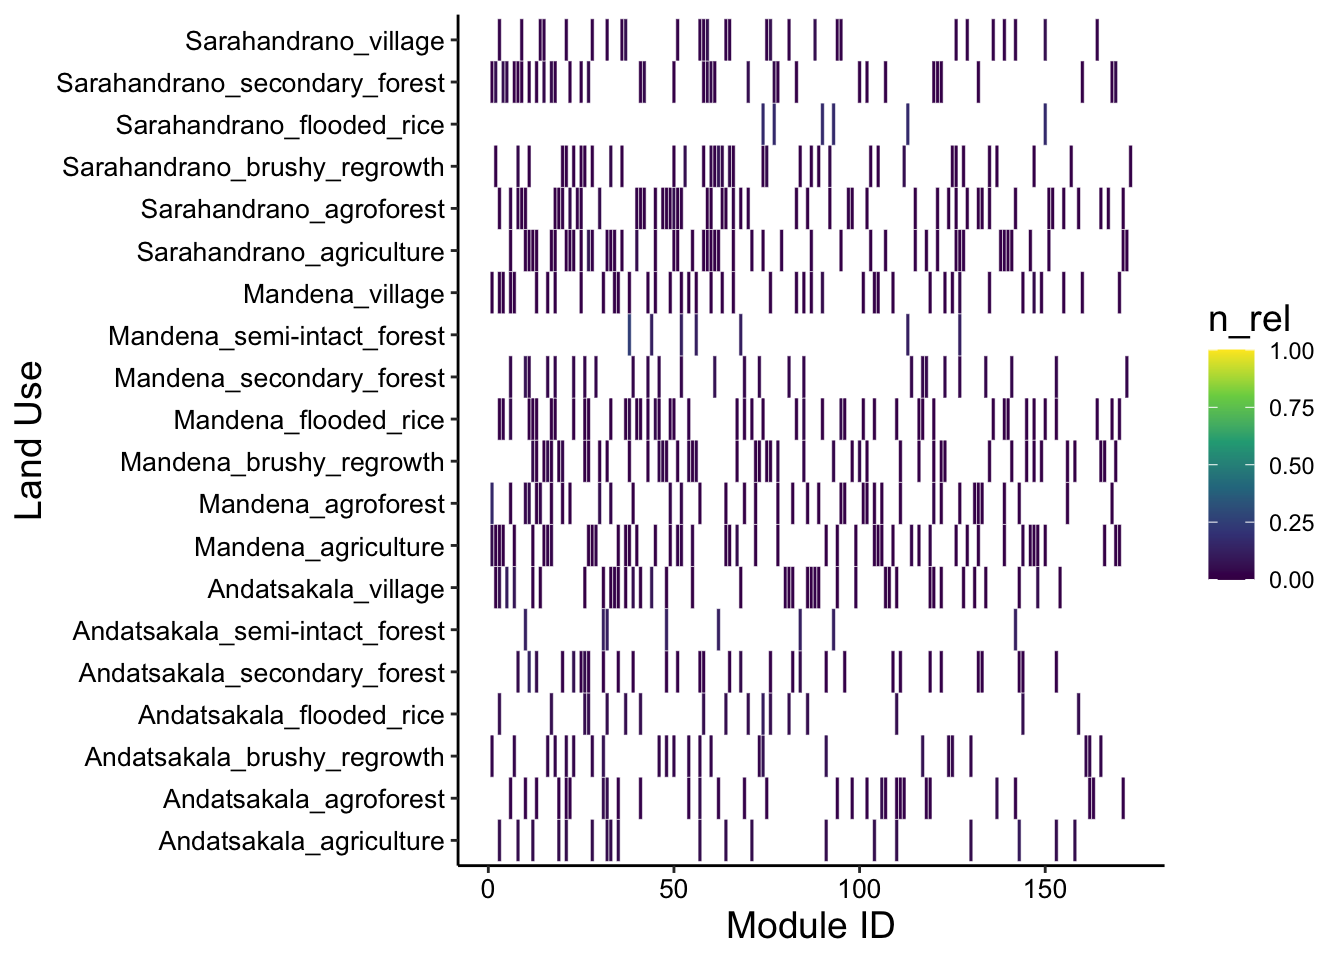 Sarahandrano_village
Sarahandrano_secondary_forest
Sarahandrano_flooded_rice
Sarahandrano_brushy_regrowth
Sarahandrano_agroforest
Sarahandrano_agriculture
Mandena_village
Mandena_semi-intact_forest
Mandena_secondary_forest
Mandena_flooded_rice
Mandena_brushy_regrowth
Mandena_agroforest
Mandena_agriculture
Andatsakala_village
Andatsakala_semi-intact_forest
Andatsakala_secondary_forest
Andatsakala_flooded_rice
Andatsakala_brushy_regrowth
Andatsakala_agroforest
Andatsakala_agriculture
Land Use
0 50 100 150
Module ID
n_rel
1.00
0.75
0.50
0.25
0.00